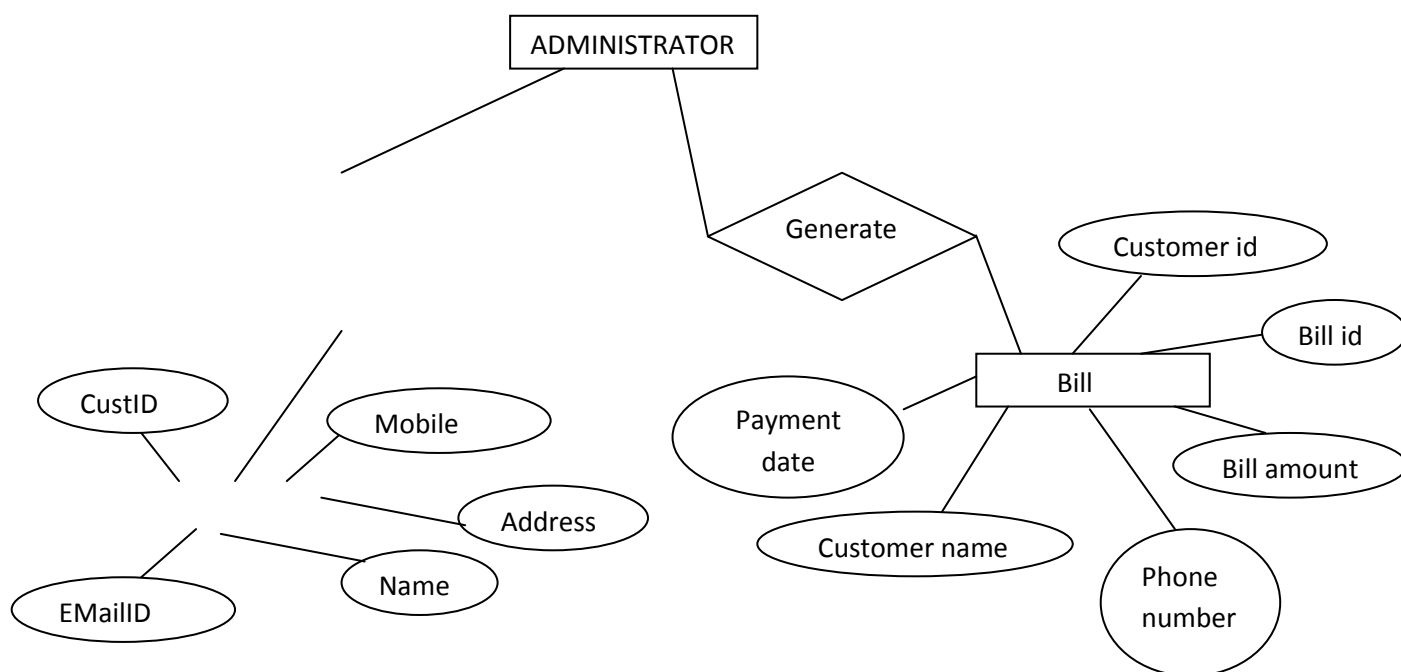 ADMINISTRATOR
Generate
Customer id
Bill id
Bill
CustID
Mobile
Payment
date
Bill amount
Address
Customer name
Name
Phone
number
EMailID